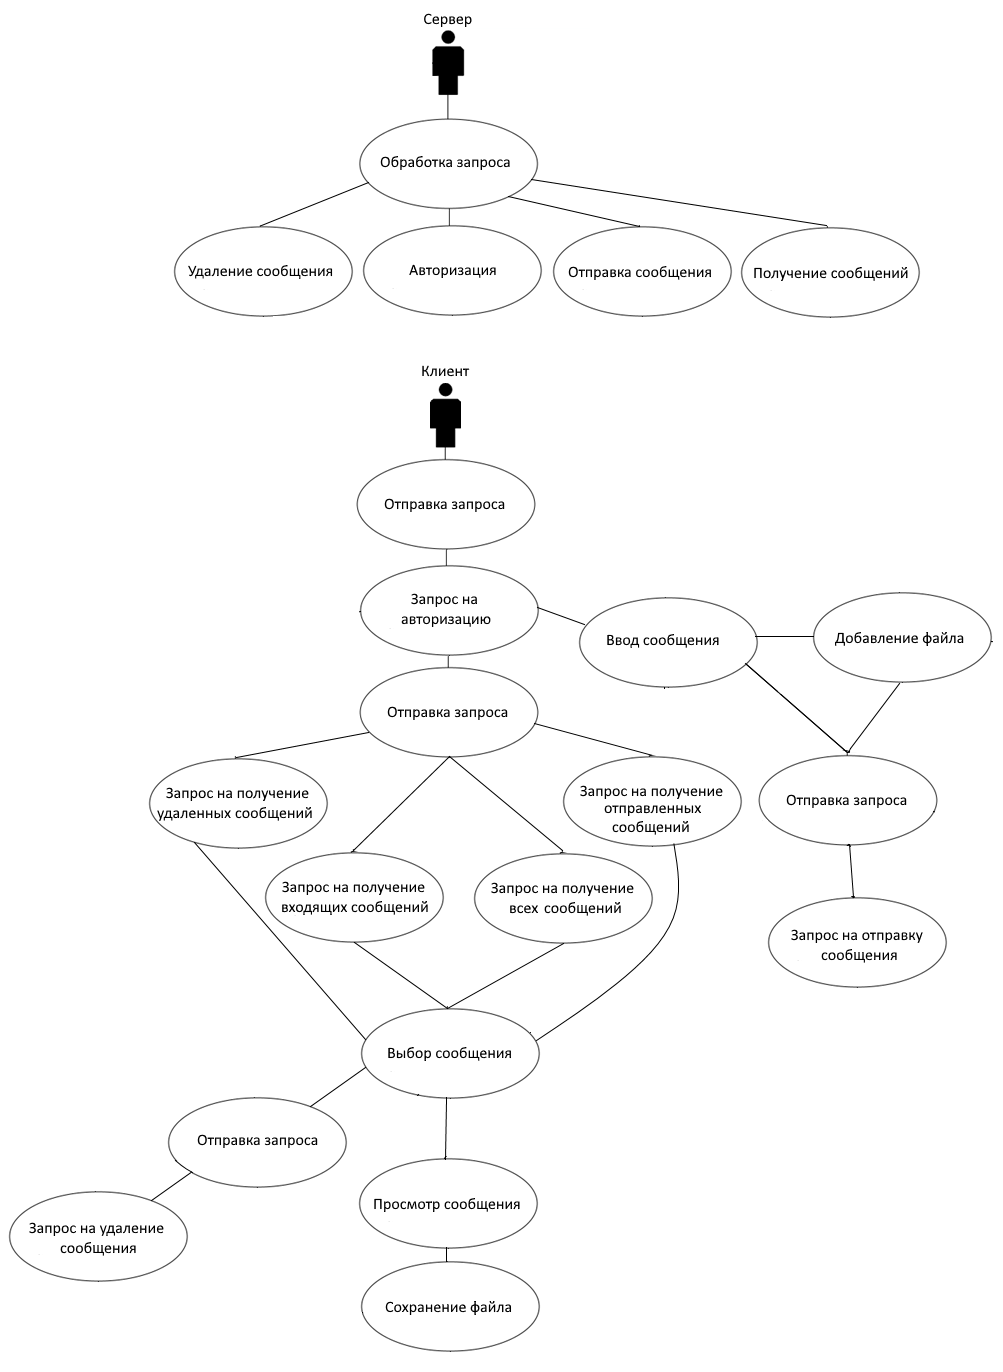 Сервер
Обработка запроса
Удаление сообщения
Авторизация
Отправка сообщения
Получение сообщений
Клиент
Отправка запроса
Запрос на
авторизацию
Ввод сообщения
Добавление файла
Отправка запроса
Запрос на получение
удаленных сообщений
Запрос на получение
отправленных
сообщений
Отправка запроса
Запрос на получение
входящих сообщений
Запрос на получение
всех сообщений
Запрос на отправку
сообщения
Выбор сообщения
Отправка запроса
Просмотр сообщения
Запрос на удаление
сообщения
Сохранение файла